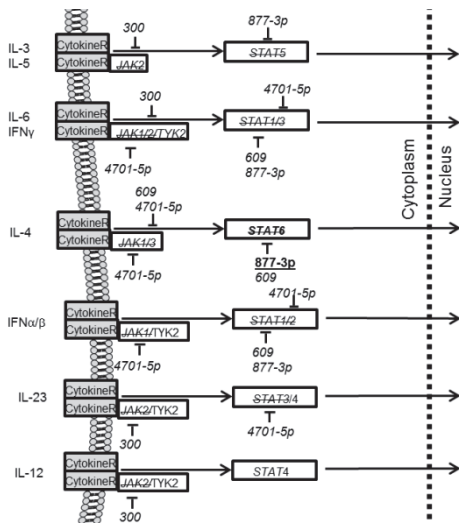 300
877-3p
IL-3
CytokineR
STAT5
IL-5
CytokineR JAK2
300
4701-5p
IL-6
CytokineR
STAT1/3
IFNγ
CytokineR JAK1/2/TYK2
4701-5p
609
877-3p
609
4701-5p
IL-4
CytokineR
STAT6
CytokineR JAK1/3
4701-5p
877-3p
609
4701-5p
IFNα/β
CytokineR
STAT1/2
CytokineR JAK1/TYK2
4701-5p
609
877-3p
IL-23
CytokineR
STAT3/4
CytokineR JAK2/TYK2
300
4701-5p
IL-12
CytokineR
STAT4
CytokineR JAK2/TYK2
300
Cytoplasm
Nucleus